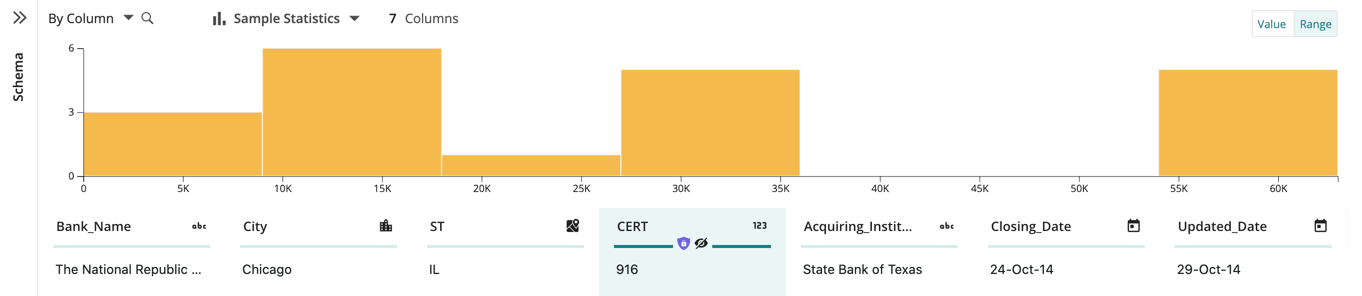 By Column Sample Statistics 7 Columns
Value Range
Schema
6
3
0
0 5K 10K 15K 20K 25K 30K 35K 40K 45K 50K 55K 60K
Bank_Name abc City ST CERT 123 Acquiring_Instit... abc Closing_Date Updated_Date
The National Republic ... Chicago IL 916 State Bank of Texas 24-Oct-14 29-Oct-14